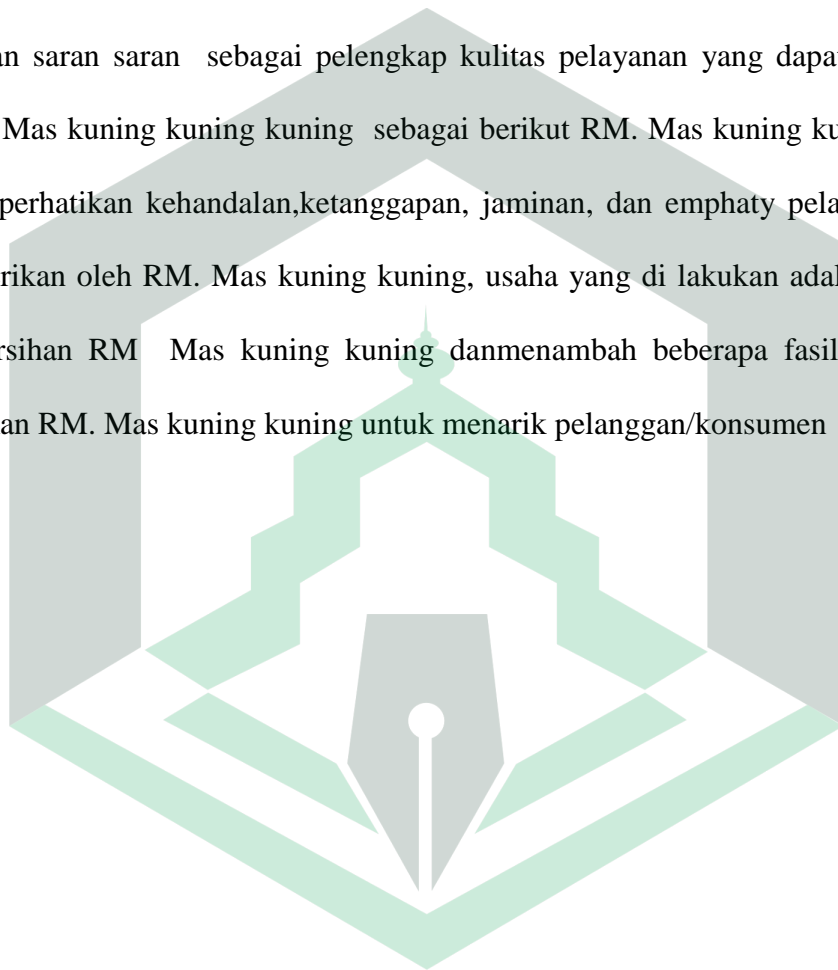 an saran saran sebagai pelengkap kulitas pelayanan yang dapa
Mas kuning kuning kuning sebagai berikut RM. Mas kuning ku
perhatikan kehandalan,ketanggapan, jaminan, dan emphaty pela
rikan oleh RM. Mas kuning kuning, usaha yang di lakukan adal
rsihan RM Mas kuning kuning danmenambah beberapa fasil
an RM. Mas kuning kuning untuk menarik pelanggan/konsumen